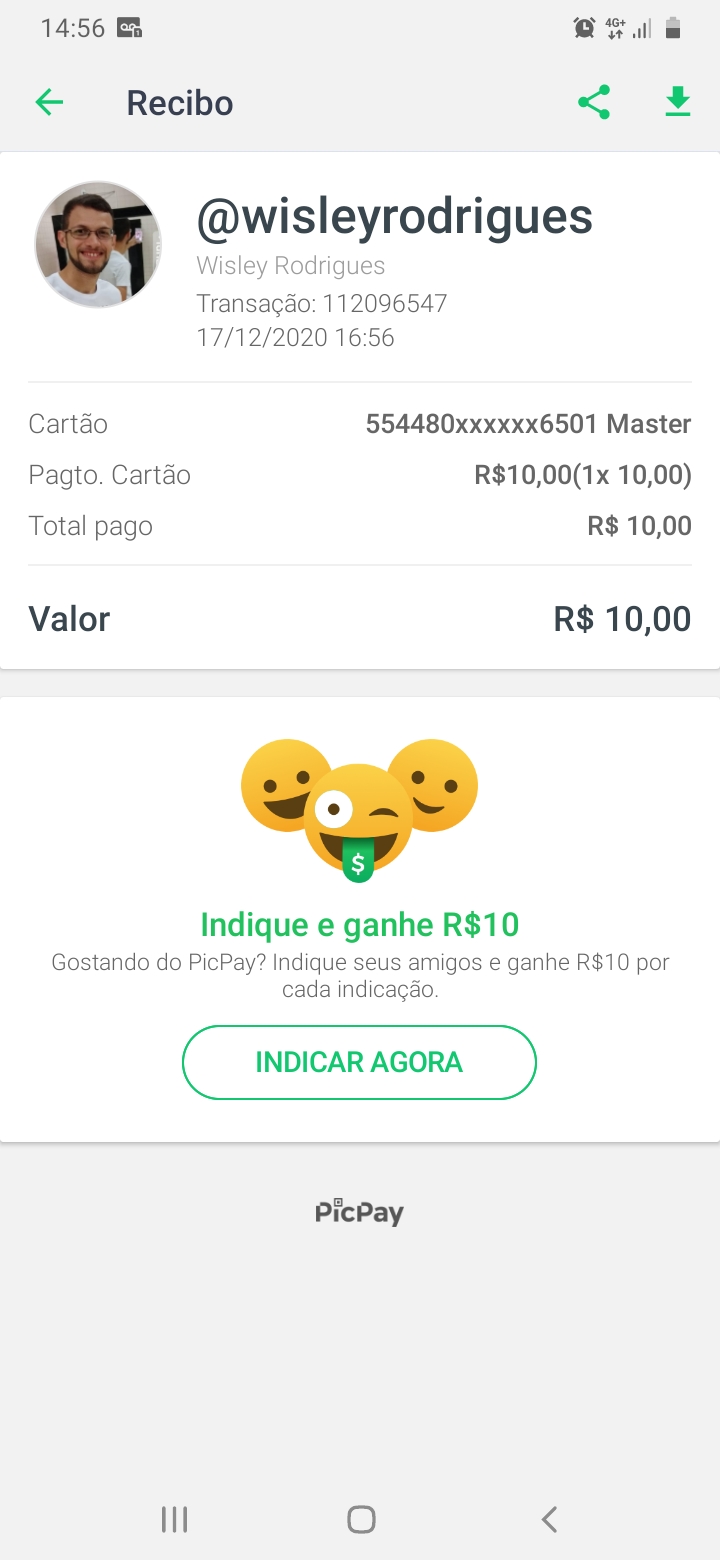 14:56
4G+
Recibo
@wisleyrodrigues
Wisley Rodrigues
Transação: 112096547
17/12/2020 16:56
Cartão 554480xxxxxx6501 Master
Pagto. Cartão R$10,00(1x 10,00)
Total pago R$ 10,00
Valor R$ 10,00
$
Indique e ganhe R$10
Gostando do PicPay? Indique seus amigos e ganhe R$10 por
cada indicação.
INDICAR AGORA
PicPay